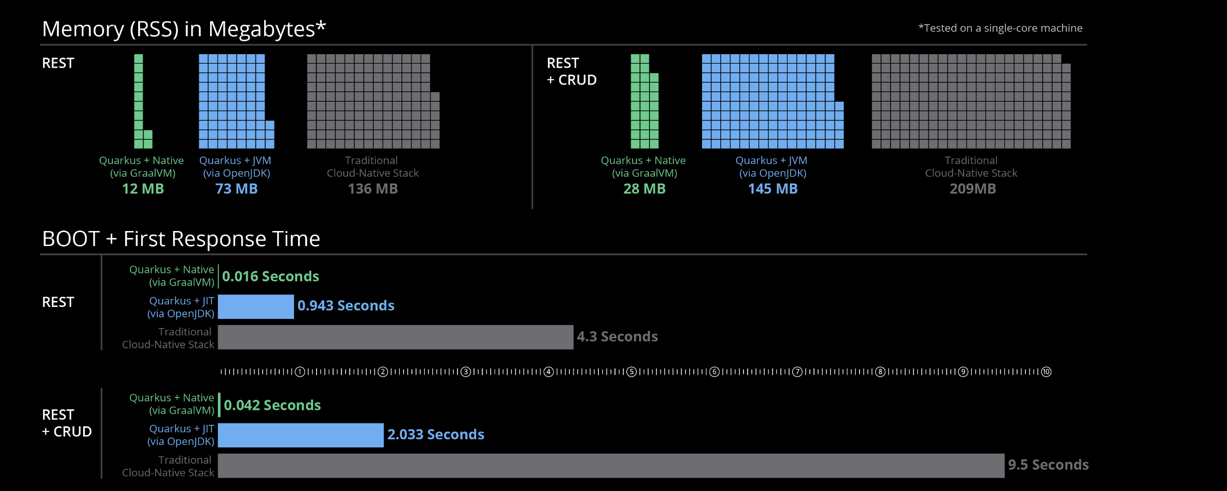 Memory (RSS) in Megabytes*
*Tested on a single-core machine
REST
Quarkus + Native
(via GraalVM)
12 MB
Quarkus + JVM
(via OpenJDK)
73 MB
Traditional
Cloud-Native Stack
136 MB
REST
+ CRUD
Quarkus + Native
(via GraalVM)
28 MB
Quarkus + JVM
(via OpenJDK)
145 MB
Traditional
Cloud-Native Stack
209MB
BOOT + First Response Time
REST
Quarkus + Native
(via GraalVM)
0.016 Seconds
Quarkus + JIT
(via OpenJDK)
0.943 Seconds
Traditional
Cloud-Native Stack
4.3 Seconds
1 2 3 4 5 6 7 8 9 10
REST
+ CRUD
Quarkus + Native
(via GraalVM)
0.042 Seconds
Quarkus + JIT
(via OpenJDK)
2.033 Seconds
Traditional
Cloud-Native Stack
9.5 Seconds